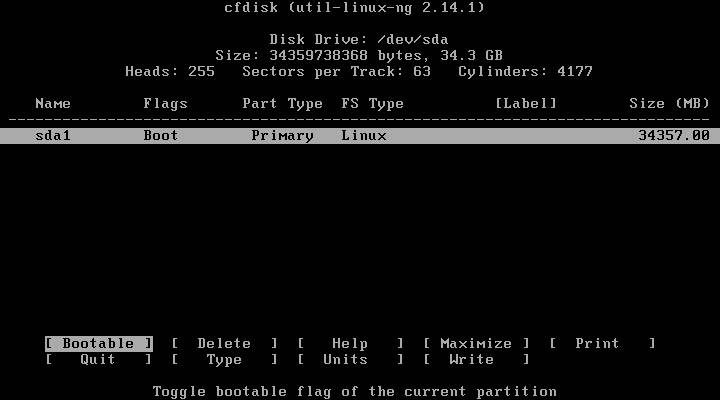 cfdisk (util-linux-ng 2.14.1)
Disk Drive: /dev/sda
Size: 34359738368 bytes, 34.3 GB
Heads: 255   Sectors per Track: 63   Cylinders: 4177
Name   Flags   Part Type   FS Type   [Label]   Size (MB)
sda1   Boot   Primary   Linux   34357.00
[ Bootable ]  [  Delete  ]  [   Help   ]  [ Maximize ]  [  Print   ]
[   Quit   ]  [   Type   ]  [  Units   ]  [  Write   ]
Toggle bootable flag of the current partition